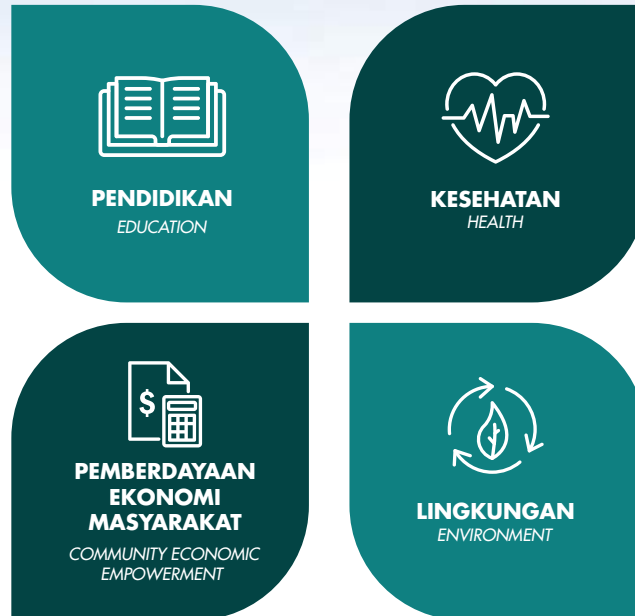 PENDIDIKAN
EDUCATION
KESEHATAN
HEALTH
$
PEMBERDAYAAN
EKONOMI
MASYARAKAT
COMMUNITY ECONOMIC
EMPOWERMENT
LINGKUNGAN
ENVIRONMENT